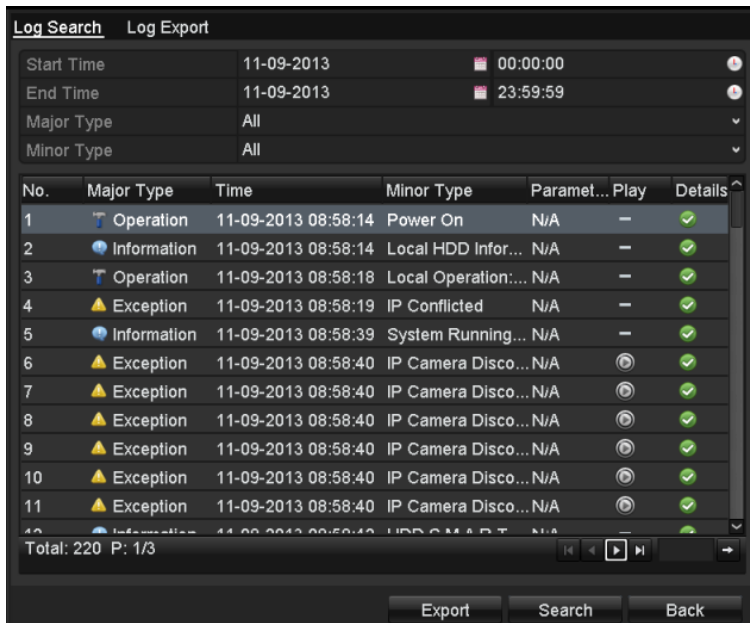 Log Search Log Export
Start Time 11-09-2013 00:00:00
End Time 11-09-2013 23:59:59
Major Type All
Minor Type All
No. Major Type Time Minor Type Paramet... Play Details
1 Operation 11-09-2013 08:58:14 Power On N/A –
2 Information 11-09-2013 08:58:14 Local HDD Infor... N/A –
3 Operation 11-09-2013 08:58:18 Local Operation:... N/A –
4 Exception 11-09-2013 08:58:19 IP Conflicted N/A –
5 Information 11-09-2013 08:58:39 System Running... N/A –
6 Exception 11-09-2013 08:58:40 IP Camera Disco... N/A
7 Exception 11-09-2013 08:58:40 IP Camera Disco... N/A
8 Exception 11-09-2013 08:58:40 IP Camera Disco... N/A
9 Exception 11-09-2013 08:58:40 IP Camera Disco... N/A
10 Exception 11-09-2013 08:58:40 IP Camera Disco... N/A
11 Exception 11-09-2013 08:58:40 IP Camera Disco... N/A
Total: 220 P: 1/3
Export Search Back